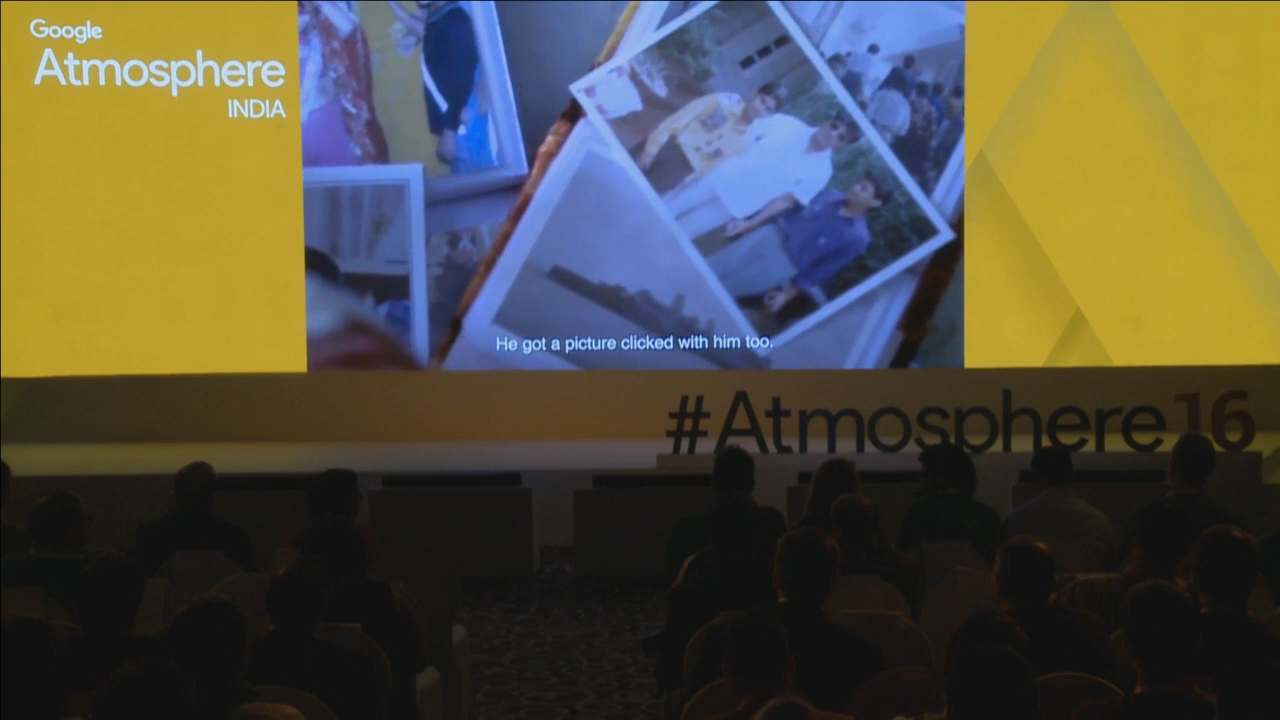 Google
Atmosphere
INDIA
He got a picture clicked with him too.
#Atmosphere16